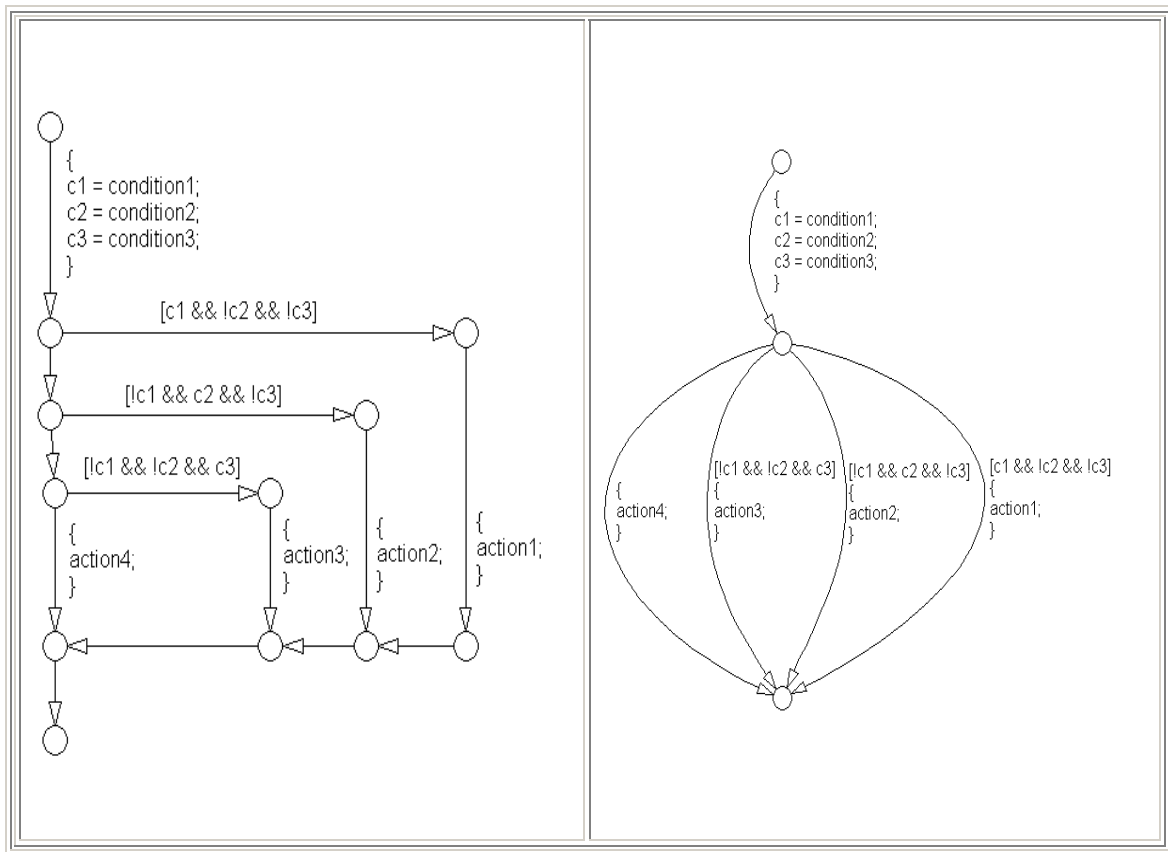 {
c1 = condition1;
c2 = condition2;
c3 = condition3;
}
[c1 && !c2 && !c3]
[!c1 && c2 && !c3]
[!c1 && !c2 && c3]
{
action4;
}
{
action3;
}
{
action2;
}
{
action1;
}
{
c1 = condition1;
c2 = condition2;
c3 = condition3;
}
{
action4;
}
[!c1 && !c2 && c3]
{
action3;
}
[!c1 && c2 && !c3]
{
action2;
}
[c1 && !c2 && !c3]
{
action1;
}